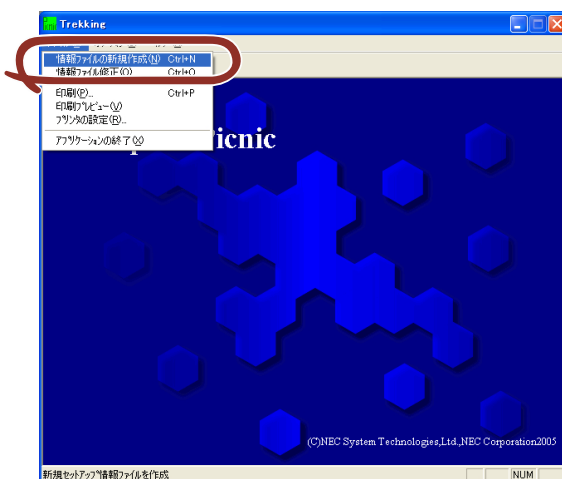 Trekking
情報ファイルの新規作成(N) Ctrl+N
情報ファイル修正(O) Ctrl+O
印刷(P)... Ctrl+P
印刷プレビュー(V)
プリンタの設定(R)...
アプリケーションの終了(X)
icnic
(C)NEC System Technologies,Ltd.,NEC Corporation2005
新規セットアップ情報ファイルを作成
NUM